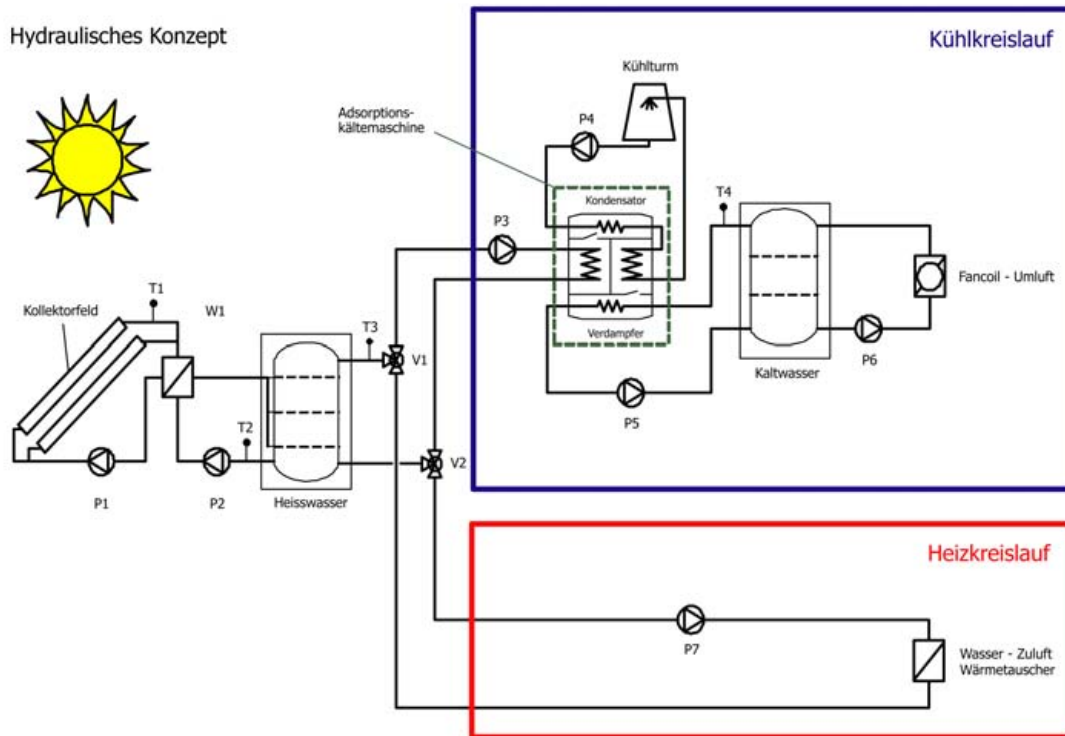 Hydraulisches Konzept
Kühlkreislauf
Kühlturm
Adsorptions-
kältemaschine
P4
Kondensator
T4
P3
T1
W1
Kollektorfeld
T3
V1
Fancoil - Umluft
Verdampfer
P6
Kaltwasser
P5
T2
V2
P1
P2
Heisswasser
Heizkreislauf
P7
Wasser - Zuluft
Wärmetauscher